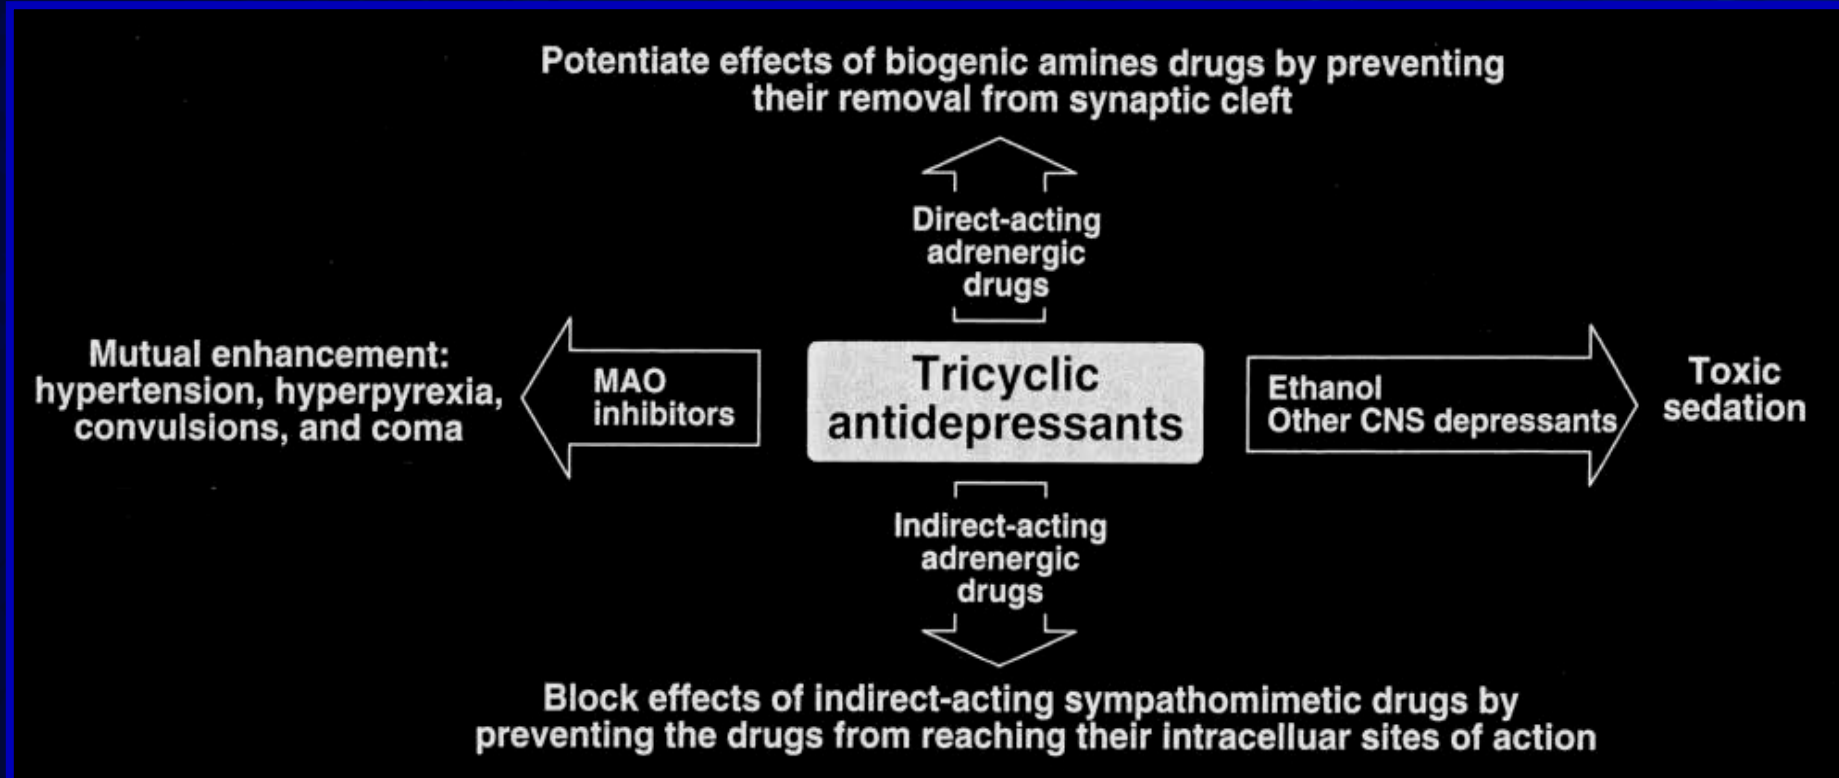 Potentiate effects of biogenic amines drugs by preventing
their removal from synaptic cleft
Direct-acting
adrenergic
drugs
Mutual enhancement:
hypertension, hyperpyrexia,
convulsions, and coma
MAO
inhibitors
Tricyclic
antidepressants
Ethanol
Other CNS depressants
Toxic
sedation
Indirect-acting
adrenergic
drugs
Block effects of indirect-acting sympathomimetic drugs by
preventing the drugs from reaching their intracelluar sites of action